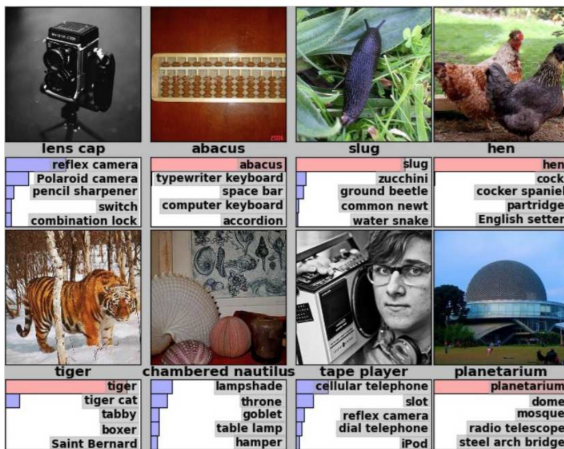 lens cap
abacus
slug
hen
reflex camera
Polaroid camera
pencil sharpener
switch
combination lock
abacus
typewriter keyboard
space bar
computer keyboard
accordion
slug
zucchini
ground beetle
common newt
water snake
hen
cock
cocker spaniel
partridge
English setter
tiger
chambered nautilus
tape player
planetarium
tiger
tiger cat
tabby
boxer
Saint Bernard
lampshade
throne
goblet
table lamp
hamper
cellular telephone
slot
reflex camera
dial telephone
iPod
planetarium
dome
mosque
radio telescope
steel arch bridge